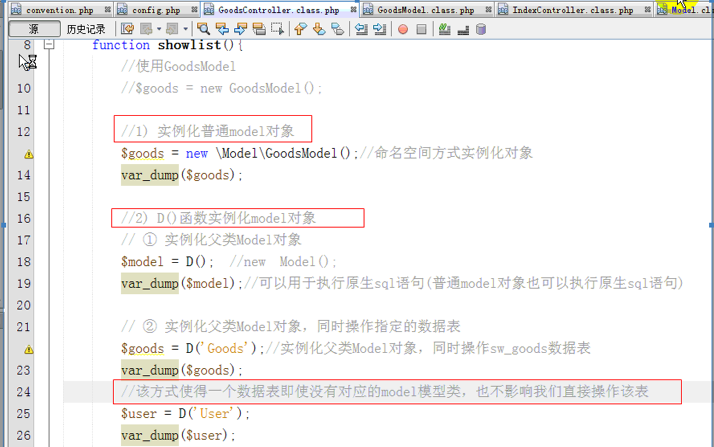 convention.php config.php GoodsController.class.php GoodsModel.class.php IndexController.class.php Model.cl
源 历史记录
8 function showlist(){
//使用GoodsModel
10 //$goods = new GoodsModel();
11
12 //1) 实例化普通model对象
$goods = new \Model\GoodsModel();//命名空间方式实例化对象
14 var_dump($goods);
15
16 //2) D()函数实例化model对象
17 // ① 实例化父类Model对象
18 $model = D(); //new Model();
19 var_dump($model);//可以用于执行原生sql语句(普通model对象也可以执行原生sql语句)
20
21 // ② 实例化父类Model对象，同时操作指定的数据表
$goods = D('Goods');//实例化父类Model对象，同时操作sw_goods数据表
23 var_dump($goods);
24 //该方式使得一个数据表即使没有对应的model模型类，也不影响我们直接操作该表
25 $user = D('User');
26 var_dump($user);